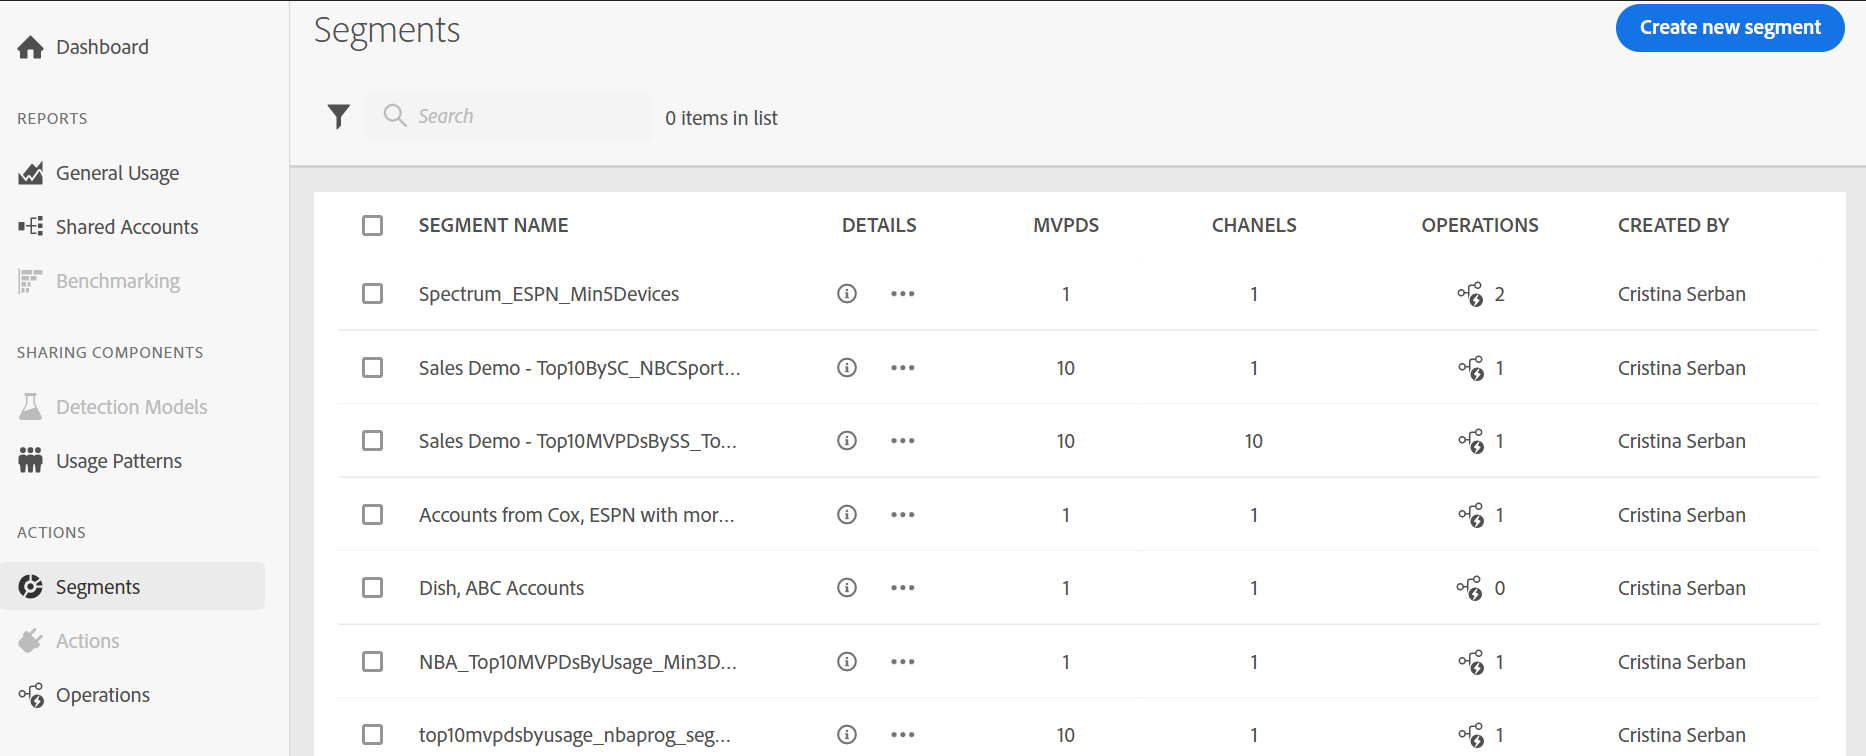 Dashboard
REPORTS
General Usage
Shared Accounts
Benchmarking
SHARING COMPONENTS
Detection Models
Usage Patterns
ACTIONS
Segments
Actions
Operations
Segments
Create new segment
Search
0 items in list
SEGMENT NAME DETAILS MVPDS CHANELS OPERATIONS CREATED BY
Spectrum_ESPN_Min5Devices 1 1 2 Cristina Serban
Sales Demo - Top10BySC_NBCSport... 10 1 1 Cristina Serban
Sales Demo - Top10MVPDsBySS_To... 10 10 1 Cristina Serban
Accounts from Cox, ESPN with mor... 1 1 1 Cristina Serban
Dish, ABC Accounts 1 1 0 Cristina Serban
NBA_Top10MVPDsByUsage_Min3D... 1 1 1 Cristina Serban
top10mvpdsbyusage_nbaprog_seg... 10 1 1 Cristina Serban